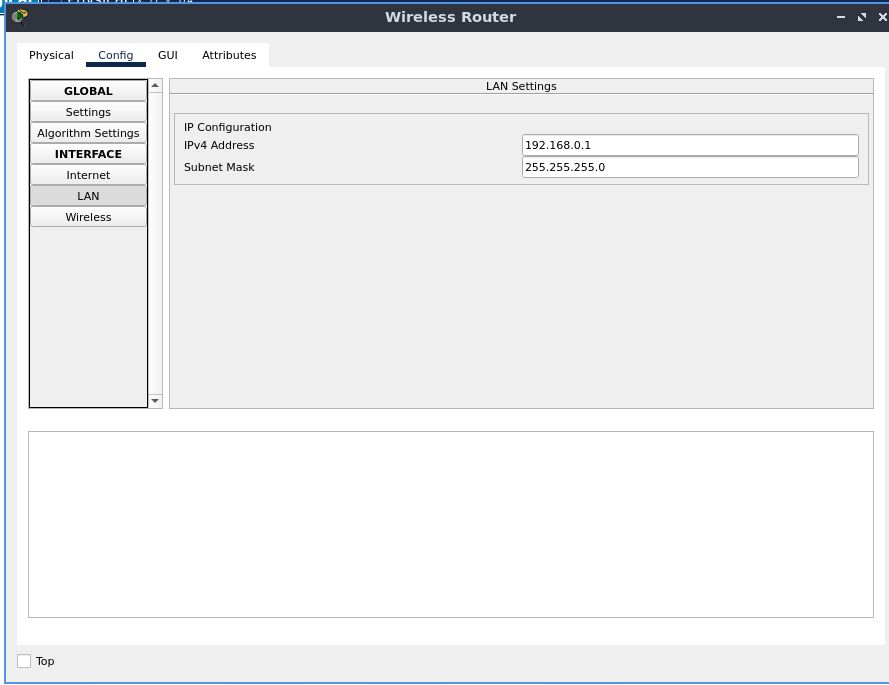 Wireless Router
Physical Config GUI Attributes
GLOBAL
Settings
Algorithm Settings
INTERFACE
Internet
LAN
Wireless
LAN Settings
IP Configuration
IPv4 Address 192.168.0.1
Subnet Mask 255.255.255.0
Top